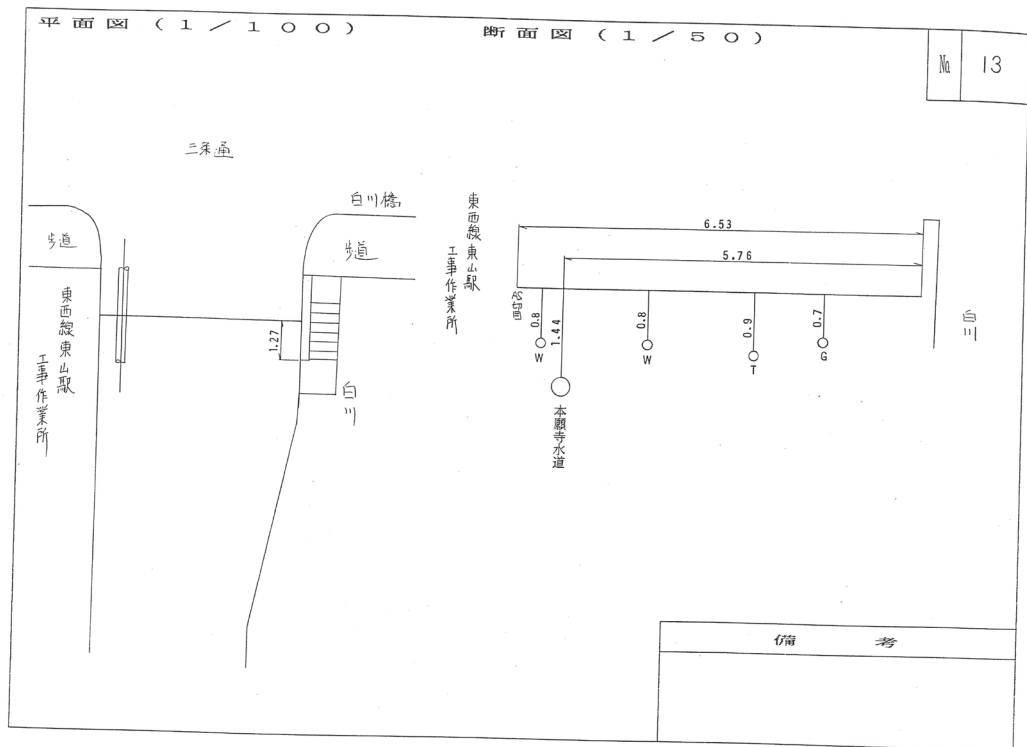 平面図(1/100)
断面図(1/50)
No. 13
三条通
白川橋
歩道
歩道
東西線東山駅
工事作業所
1.27
白川
東西線東山駅
工事作業所
6.53
5.76
0.8
W
1.44
本願寺水道
0.8
W
0.9
T
0.7
G
白川
備考